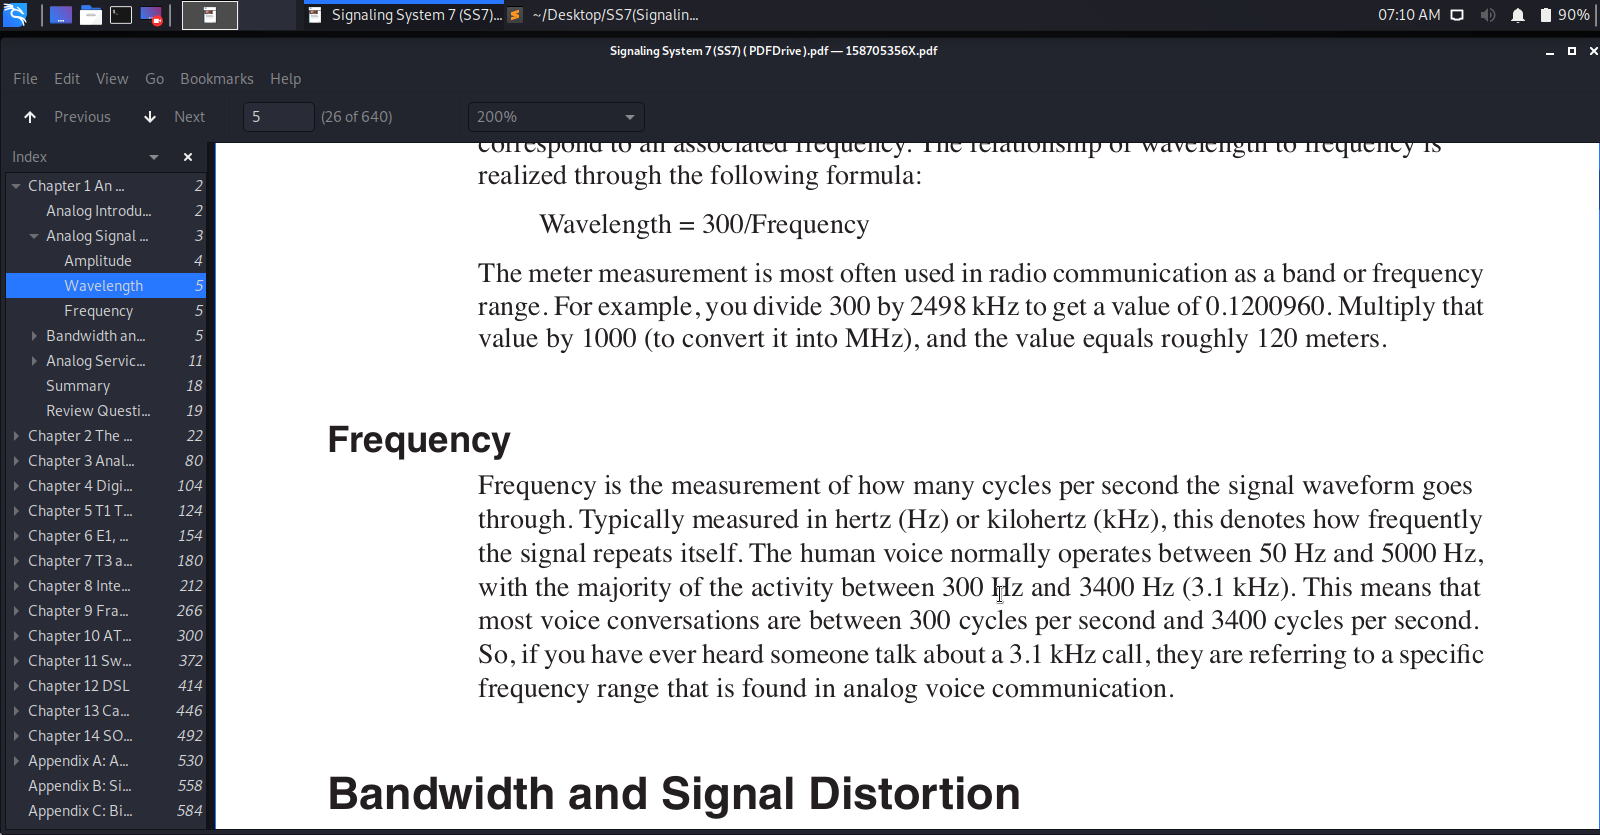 Signaling System 7 (SS7)...
~/Desktop/SS7(Signalin...
07:10 AM
90%
Signaling System 7 (SS7) ( PDFDrive ).pdf — 158705356X.pdf
File Edit View Go Bookmarks Help
Previous Next 5 (26 of 640) 200%
Index
Chapter 1 An ... 2
Analog Introdu... 2
Analog Signal ... 3
Amplitude 4
Wavelength 5
Frequency 5
Bandwidth an... 5
Analog Servic... 11
Summary 18
Review Questi... 19
Chapter 2 The ... 22
Chapter 3 Anal... 80
Chapter 4 Digi... 104
Chapter 5 T1 T... 124
Chapter 6 E1, ... 154
Chapter 7 T3 a... 180
Chapter 8 Inte... 212
Chapter 9 Fra... 266
Chapter 10 AT... 300
Chapter 11 Sw... 372
Chapter 12 DSL 414
Chapter 13 Ca... 446
Chapter 14 SO... 492
Appendix A: A... 530
Appendix B: Si... 558
Appendix C: Bi... 584
correspond to an associated frequency. The relationship of wavelength to frequency is
realized through the following formula:
Wavelength = 300/Frequency
The meter measurement is most often used in radio communication as a band or frequency
range. For example, you divide 300 by 2498 kHz to get a value of 0.1200960. Multiply that
value by 1000 (to convert it into MHz), and the value equals roughly 120 meters.
Frequency
Frequency is the measurement of how many cycles per second the signal waveform goes
through. Typically measured in hertz (Hz) or kilohertz (kHz), this denotes how frequently
the signal repeats itself. The human voice normally operates between 50 Hz and 5000 Hz,
with the majority of the activity between 300 Hz and 3400 Hz (3.1 kHz). This means that
most voice conversations are between 300 cycles per second and 3400 cycles per second.
So, if you have ever heard someone talk about a 3.1 kHz call, they are referring to a specific
frequency range that is found in analog voice communication.
Bandwidth and Signal Distortion